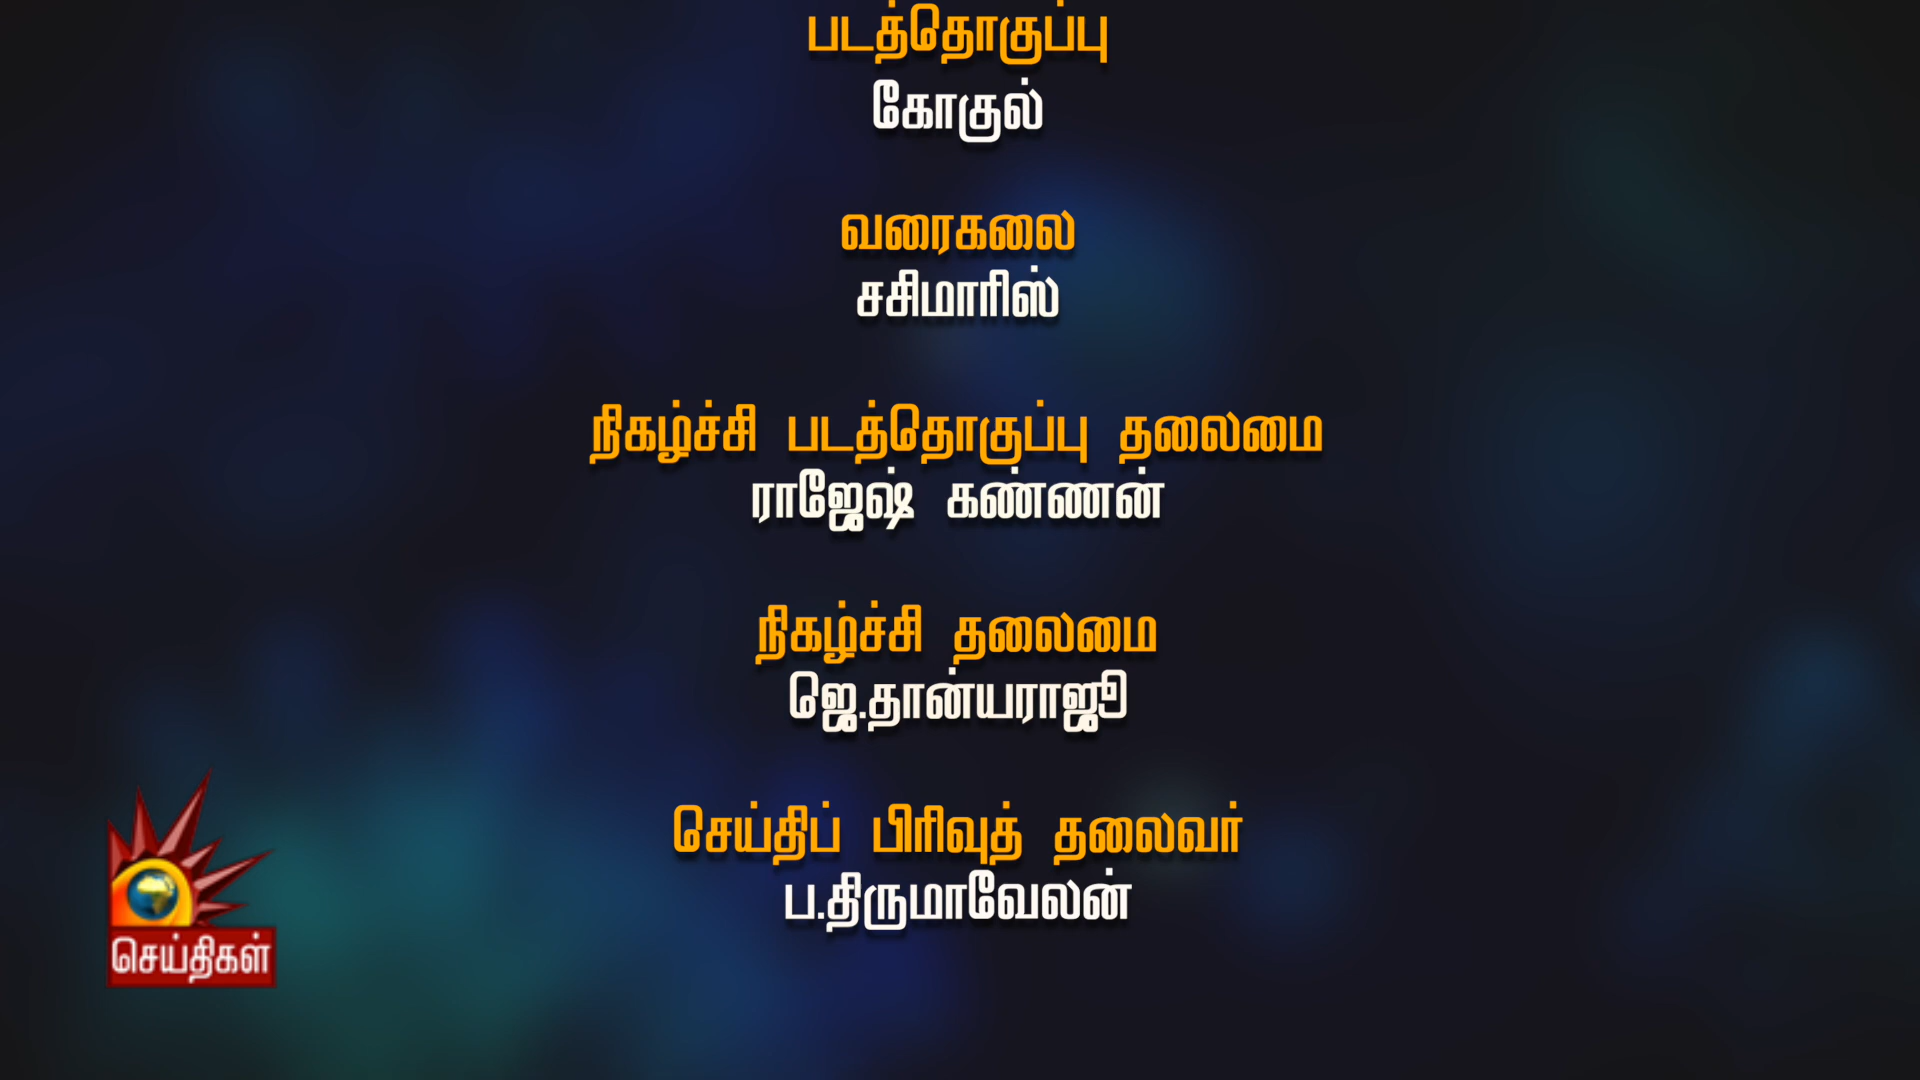 படத்தொகுப்பு
கோகுல்
வரைகலை
சசிமாரிஸ்
நிகழ்ச்சி படத்தொகுப்பு தலைமை
ராஜேஷ் கண்ணன்
நிகழ்ச்சி தலைமை
ஜெ.தான்யராஜூ
செய்திப் பிரிவுத் தலைவர்
ப.திருமாவேலன்
செய்திகள்